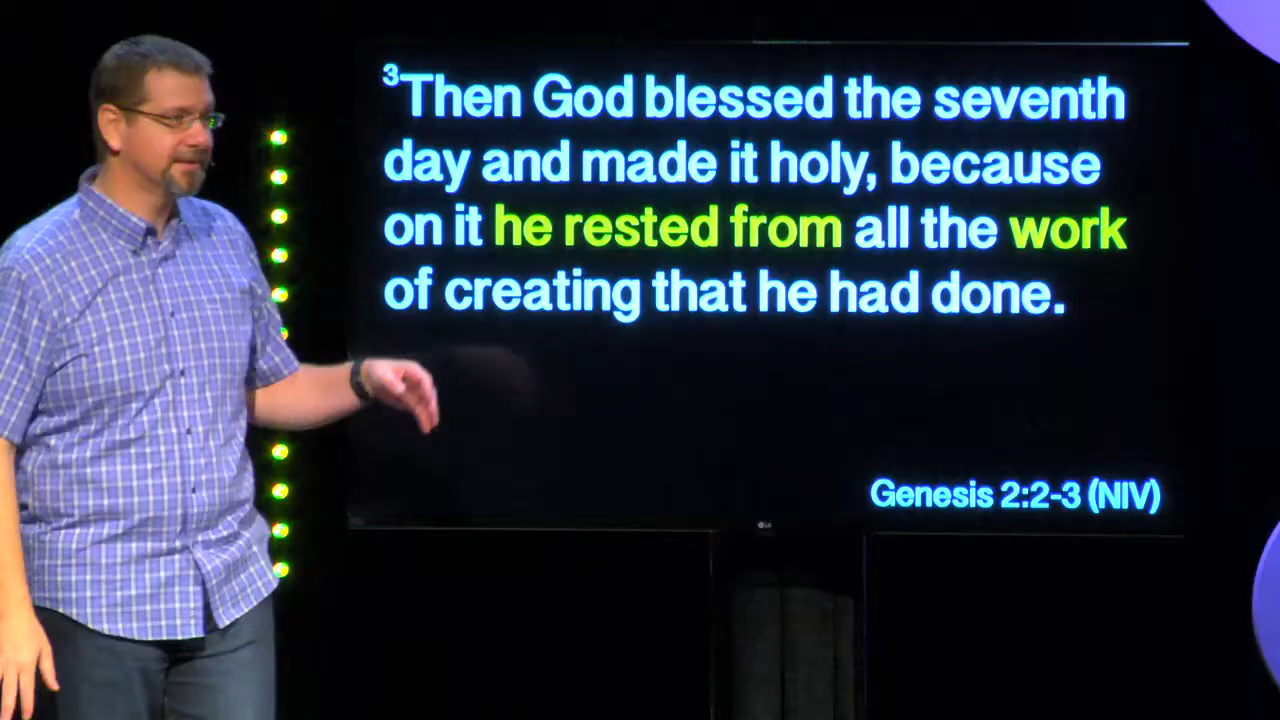 ³Then God blessed the seventh
day and made it holy, because
on it he rested from all the work
of creating that he had done.
Genesis 2:2-3 (NIV)
LG